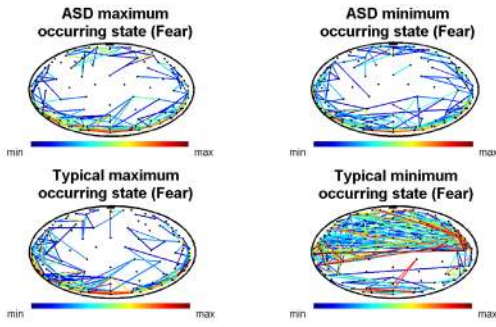 ASD maximum
occurring state (Fear)
ASD minimum
occurring state (Fear)
min max
min max
Typical maximum
occurring state (Fear)
Typical minimum
occurring state (Fear)
min max
min max